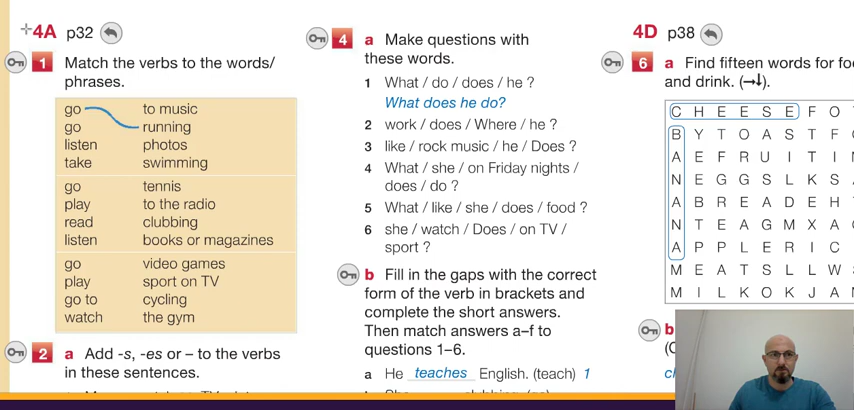 4A p32
1 Match the verbs to the words/
phrases.
go to music
go running
listen photos
take swimming
go tennis
play to the radio
read clubbing
listen books or magazines
go video games
play sport on TV
go to cycling
watch the gym
2 a Add -s, -es or – to the verbs
in these sentences.
4 a Make questions with
these words.
1 What / do / does / he ?
What does he do?
2 work / does / Where / he ?
3 like / rock music / he / Does ?
4 What / she / on Friday nights /
does / do ?
5 What / like / she / does / food ?
6 she / watch / Does / on TV /
sport ?
b Fill in the gaps with the correct
form of the verb in brackets and
complete the short answers.
Then match answers a–f to
questions 1–6.
a He teaches English. (teach) 1
4D p38
6 a Find fifteen words for fo
and drink. (→↓)
C H E E S E F O
B Y T O A S T F
A E F R U I T I
N E G G S L K S
A B R E A D E H
N T E A G M X A
A P P L E R I C
M E A T S L L W
M I L K O K J A
b